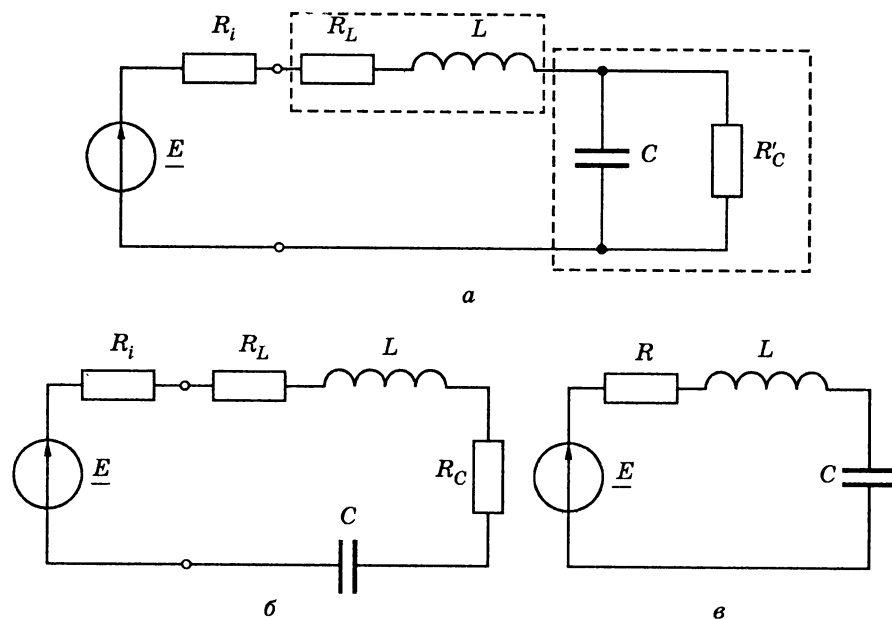 R_i R_L L
E C R'_C
а
R_i R_L L R L
E R_C E C
C
б в